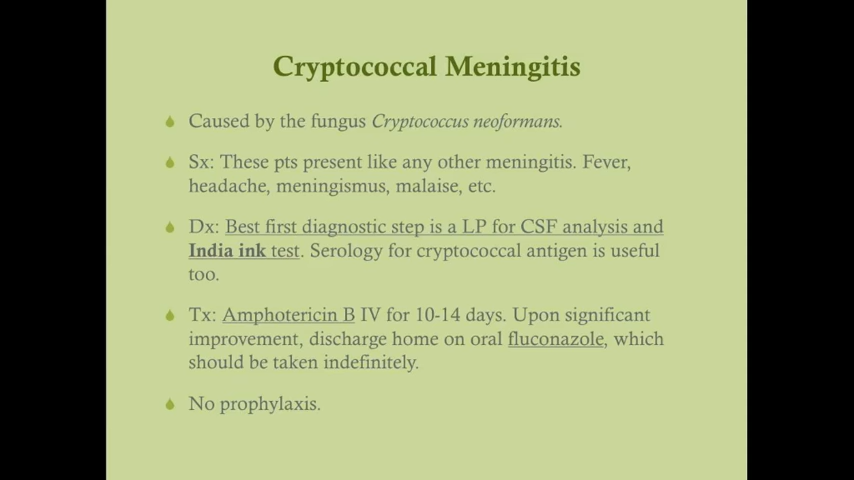 Cryptococcal Meningitis
Caused by the fungus Cryptococcus neoformans.
Sx: These pts present like any other meningitis. Fever,
headache, meningismus, malaise, etc.
Dx: Best first diagnostic step is a LP for CSF analysis and
India ink test. Serology for cryptococcal antigen is useful
too.
Tx: Amphotericin B IV for 10-14 days. Upon significant
improvement, discharge home on oral fluconazole, which
should be taken indefinitely.
No prophylaxis.